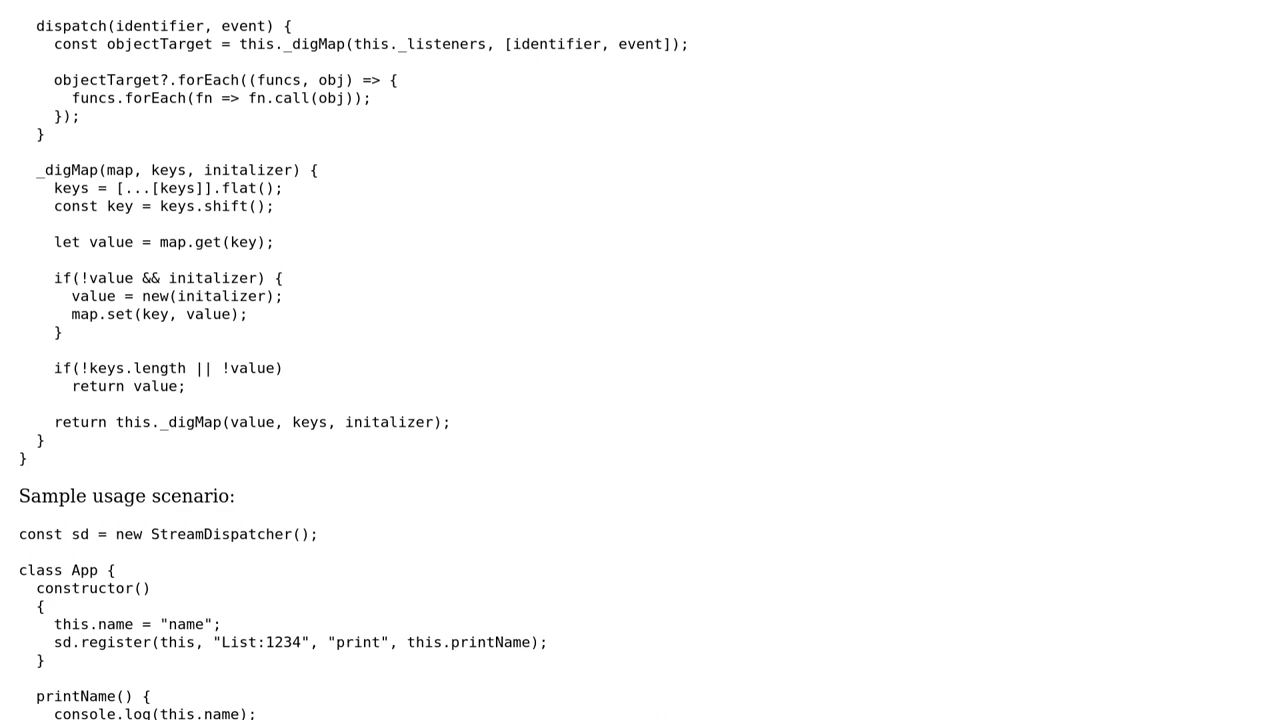 dispatch(identifier, event) {
const objectTarget = this._digMap(this._listeners, [identifier, event]);
objectTarget?.forEach((funcs, obj) => {
funcs.forEach(fn => fn.call(obj));
});
}
_digMap(map, keys, initalizer) {
keys = [...[keys]].flat();
const key = keys.shift();
let value = map.get(key);
if(!value && initalizer) {
value = new(initalizer);
map.set(key, value);
}
if(!keys.length || !value)
return value;
return this._digMap(value, keys, initalizer);
}
}
Sample usage scenario:
const sd = new StreamDispatcher();
class App {
constructor()
{
this.name = "name";
sd.register(this, "List:1234", "print", this.printName);
}
printName() {
console.log(this.name);